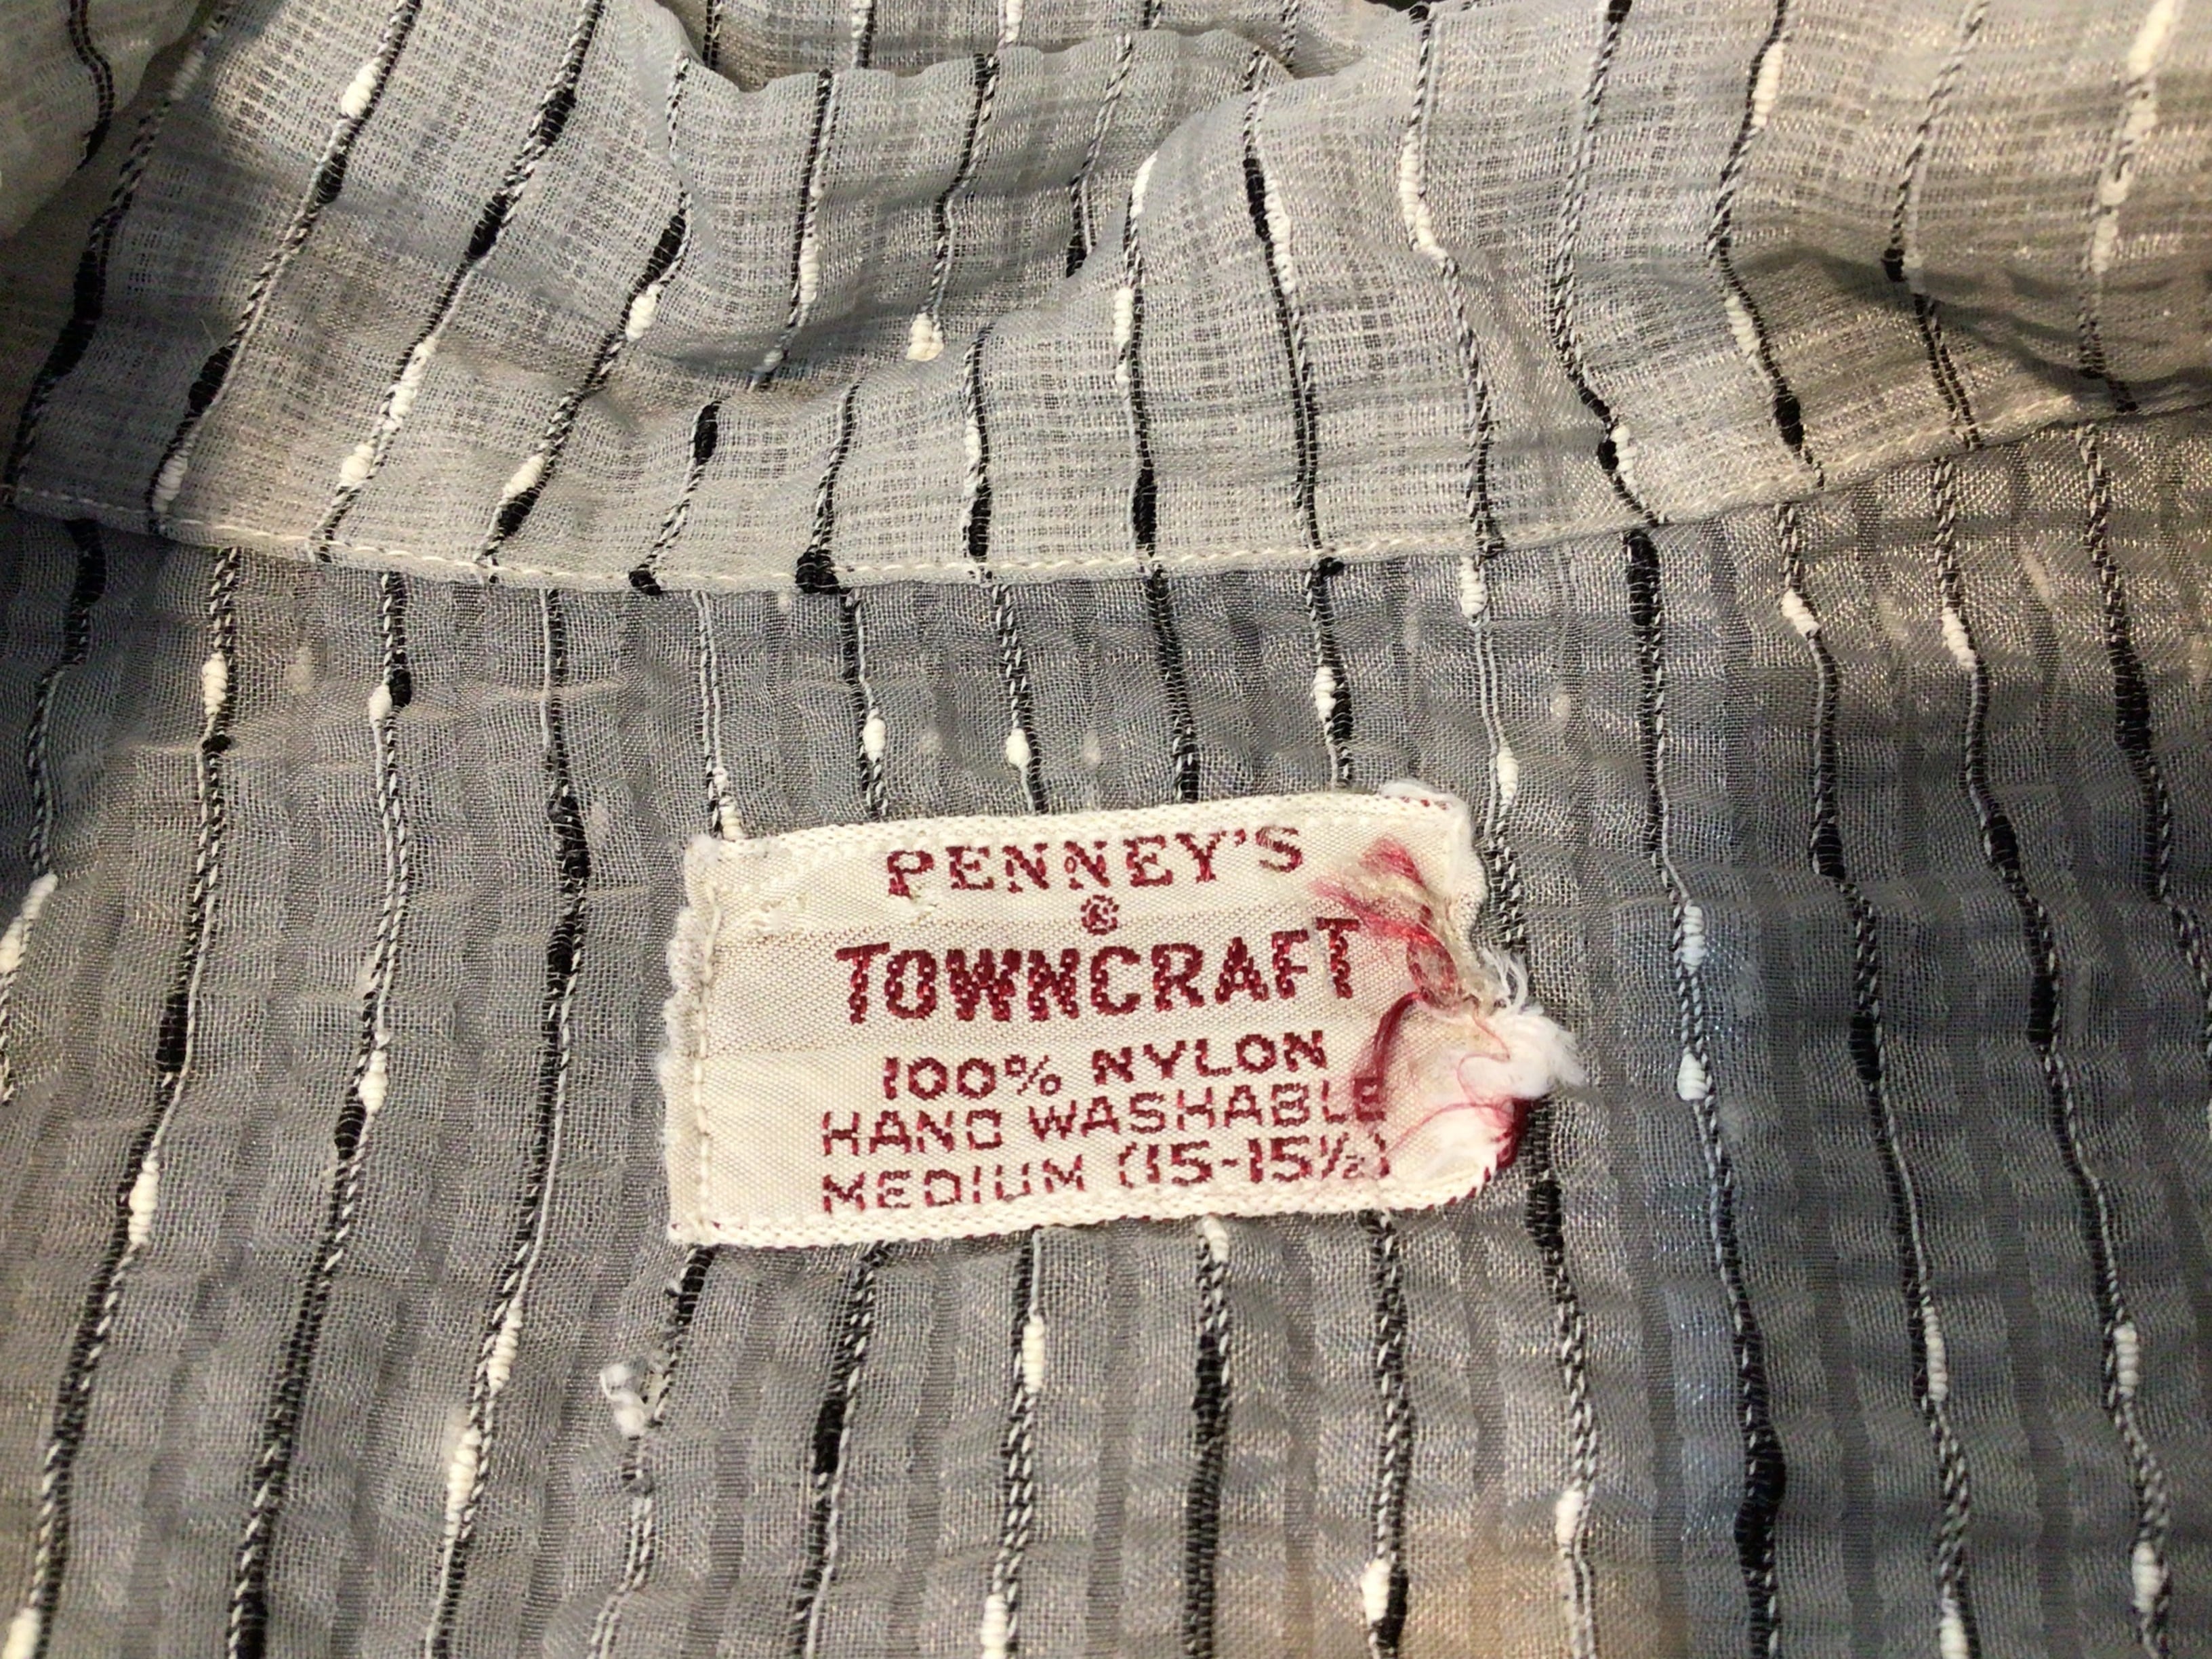 PENNEY'S
®
TOWNCRAFT
100% NYLON
HAND WASHABLE
MEDIUM (15-15½)